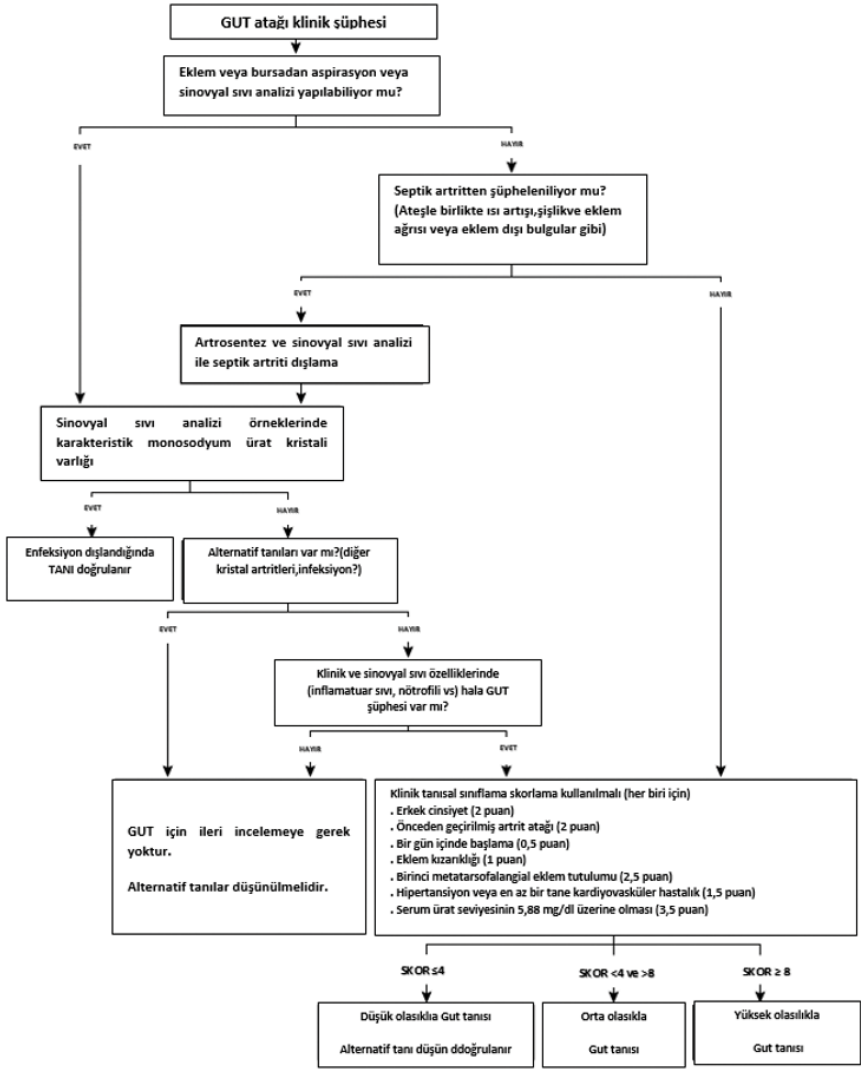 GUT atağı klinik şüphesi
Eklem veya bursadan aspirasyon veya
sinovyal sıvı analizi yapılabiliyor mu?
EVET
HAYIR
Septik artritten şüpheleniliyor mu?
(Ateşle birlikte ısı artışı,şişlikve eklem
ağrısı veya eklem dışı bulgular gibi)
EVET
HAYIR
Artrosentez ve sinovyal sıvı analizi
ile septik artriti dışlama
Sinovyal sıvı analizi örneklerinde
karakteristik monosodyum ürat kristali
varlığı
EVET
HAYIR
Enfeksiyon dışlandığında
TANI doğrulanır
Alternatif tanıları var mı?(diğer
kristal artritleri,infeksiyon?)
EVET
HAYIR
Klinik ve sinovyal sıvı özelliklerinde
(inflamatuar sıvı, nötrofili vs) hala GUT
şüphesi var mı?
HAYIR
EVET
GUT için ileri incelemeye gerek
yoktur.
Alternatif tanılar düşünülmelidir.
Klinik tanısal sınıflama skorlama kullanılmalı (her biri için)
. Erkek cinsiyet (2 puan)
. Önceden geçirilmiş artrit atağı (2 puan)
. Bir gün içinde başlama (0,5 puan)
. Eklem kızarıklığı (1 puan)
. Birinci metatarsofalangial eklem tutulumu (2,5 puan)
. Hipertansiyon veya en az bir tane kardiyovasküler hastalık (1,5 puan)
. Serum ürat seviyesinin 5,88 mg/dl üzerine olması (3,5 puan)
SKOR ≤4
SKOR <4 ve >8
SKOR ≥ 8
Düşük olasıklıa Gut tanısı
Alternatif tanı düşün ddoğrulanır
Orta olasıkla
Gut tanısı
Yüksek olasılıkla
Gut tanısı